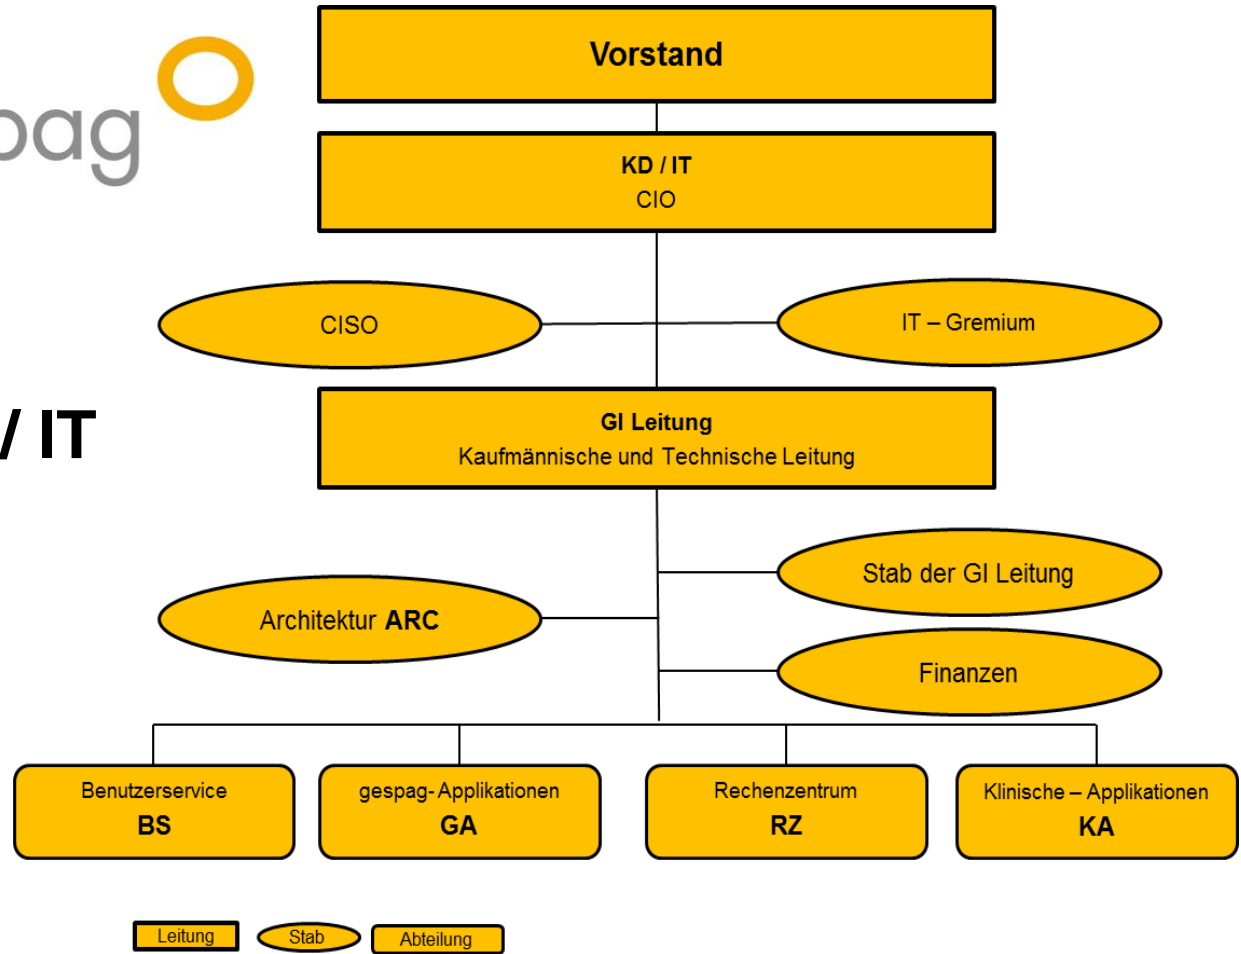 Vorstand
pag
KD / IT
CIO
CISO
IT – Gremium
/ IT
GI Leitung
Kaufmännische und Technische Leitung
Stab der GI Leitung
Architektur ARC
Finanzen
Benutzerservice
BS
gespag-Applikationen
GA
Rechenzentrum
RZ
Klinische – Applikationen
KA
Leitung
Stab
Abteilung